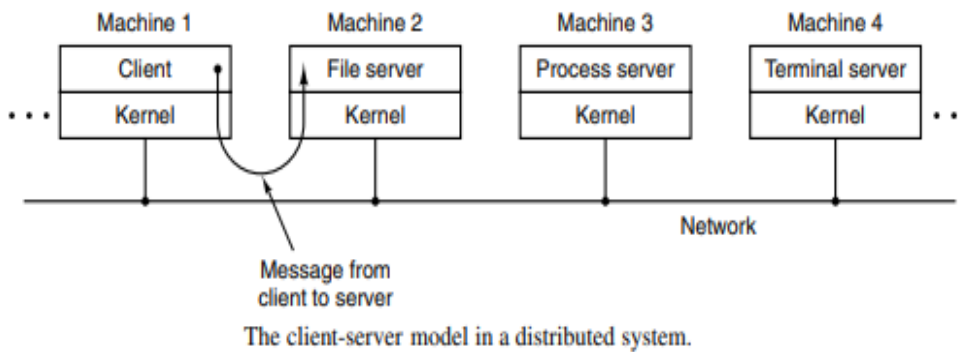 Machine 1 Machine 2 Machine 3 Machine 4
Client File server Process server Terminal server
Kernel Kernel Kernel Kernel
Network
Message from
client to server
The client-server model in a distributed system.